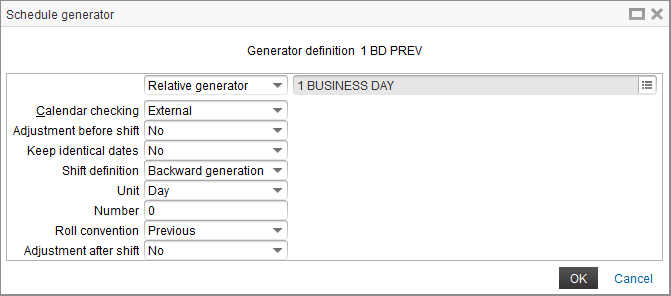 Schedule generator
Generator definition 1 BD PREV
Relative generator 1 BUSINESS DAY
Calendar checking External
Adjustment before shift No
Keep identical dates No
Shift definition Backward generation
Unit Day
Number 0
Roll convention Previous
Adjustment after shift No
OK Cancel